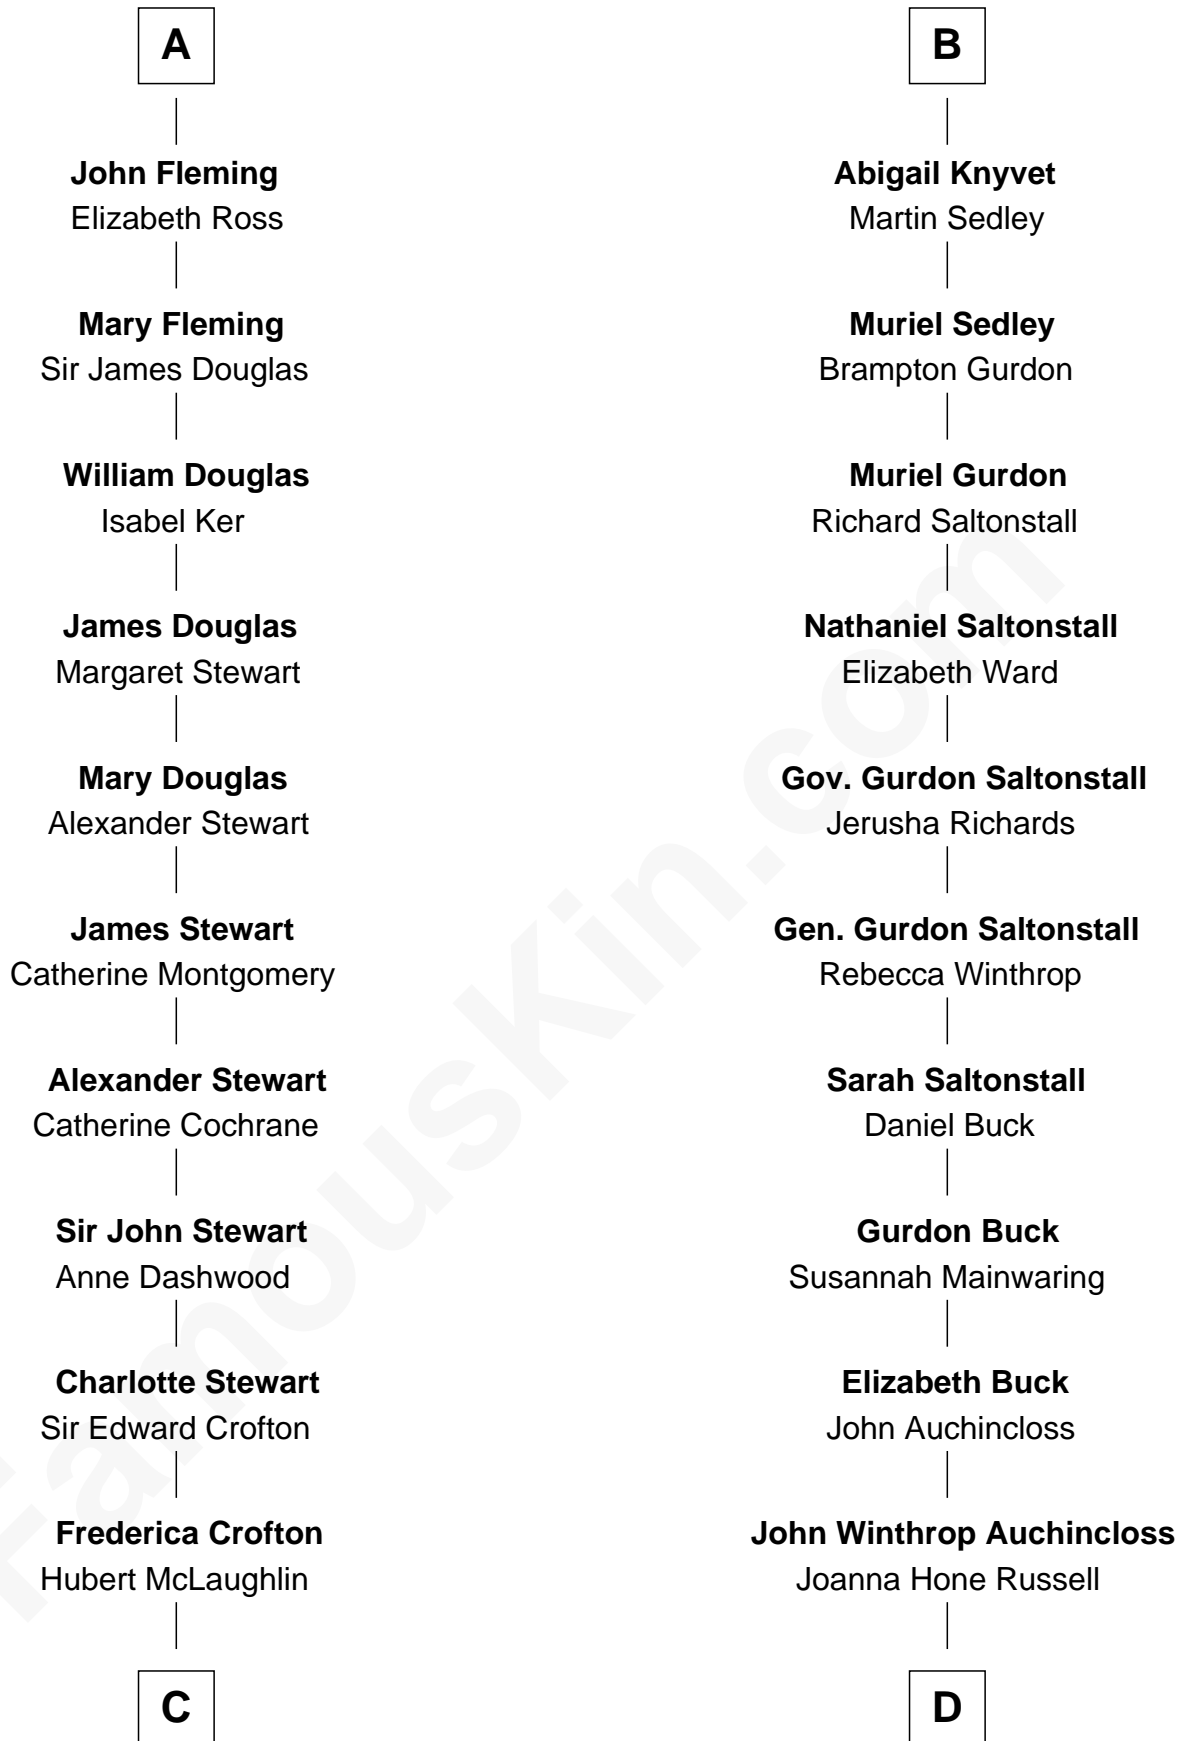 A
John Fleming
Elizabeth Ross
Mary Fleming
Sir James Douglas
William Douglas
Isabel Ker
James Douglas
Margaret Stewart
Mary Douglas
Alexander Stewart
James Stewart
Catherine Montgomery
Alexander Stewart
Catherine Cochrane
Sir John Stewart
Anne Dashwood
Charlotte Stewart
Sir Edward Crofton
Frederica Crofton
Hubert McLaughlin
C
B
Abigail Knyvet
Martin Sedley
Muriel Sedley
Brampton Gurdon
Muriel Gurdon
Richard Saltonstall
Nathaniel Saltonstall
Elizabeth Ward
Gov. Gurdon Saltonstall
Jerusha Richards
Gen. Gurdon Saltonstall
Rebecca Winthrop
Sarah Saltonstall
Daniel Buck
Gurdon Buck
Susannah Mainwaring
Elizabeth Buck
John Auchincloss
John Winthrop Auchincloss
Joanna Hone Russell
D
FamousKin.com